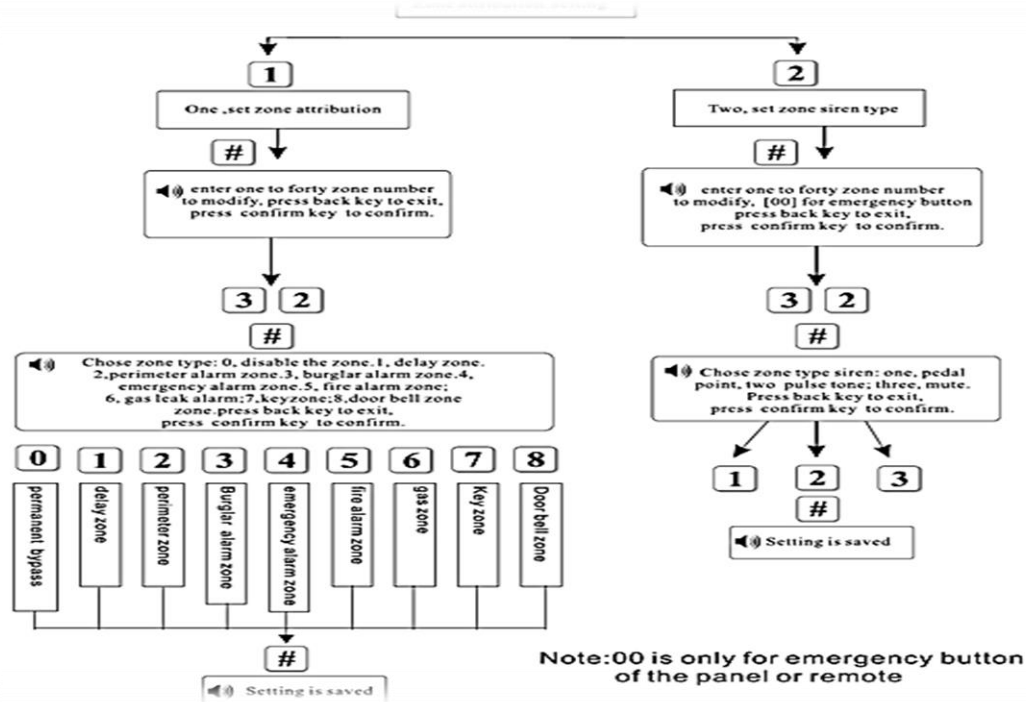 zone attribution setting
1
One ,set zone attribution
#
enter one to forty zone number
to modify, press back key to exit,
press confirm key to confirm.
3 2
#
Chose zone type: 0, disable the zone.1, delay zone.
2,perimeter alarm zone.3, burglar alarm zone.4,
emergency alarm zone.5, fire alarm zone;
6, gas leak alarm;7,keyzone;8,door bell zone
zone.press back key to exit,
press confirm key to confirm.
0 1 2 3 4 5 6 7 8
permanent bypass
delay zone
perimeter zone
Burglar alarm zone
emergency alarm zone
fire alarm zone
gas zone
Key zone
Door bell zone
#
Setting is saved
2
Two, set zone siren type
#
enter one to forty zone number
to modify, [00] for emergency button
press back key to exit,
press confirm key to confirm.
3 2
#
Chose zone type siren: one, pedal
point, two pulse tone; three, mute.
Press back key to exit,
press confirm key to confirm.
1 2 3
#
Setting is saved
Note:00 is only for emergency button
of the panel or remote